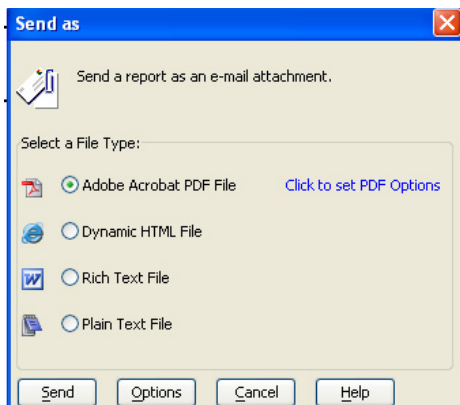 Send as
Send a report as an e-mail attachment.
Select a File Type:
Adobe Acrobat PDF File Click to set PDF Options
Dynamic HTML File
Rich Text File
Plain Text File
Send Options Cancel Help